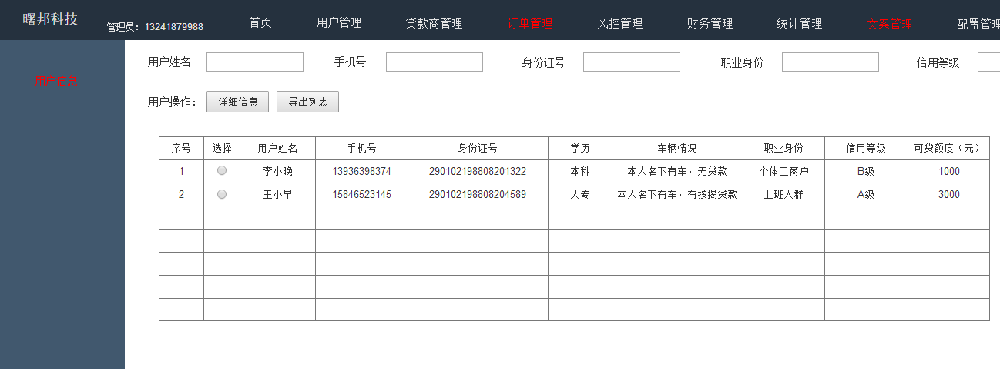 曙邦科技 管理员：13241879988 首页 用户管理 贷款商管理 订单管理 风控管理 财务管理 统计管理 文案管理 配置管理
用户信息
用户姓名 手机号 身份证号 职业身份 信用等级
用户操作： 详细信息 导出列表
序号 选择 用户姓名 手机号 身份证号 学历 车辆情况 职业身份 信用等级 可贷额度（元）
1 李小晚 13936398374 290102198808201322 本科 本人名下有车，无贷款 个体工商户 B级 1000
2 王小早 15846523145 290102198808204589 大专 本人名下有车，有按揭贷款 上班人群 A级 3000